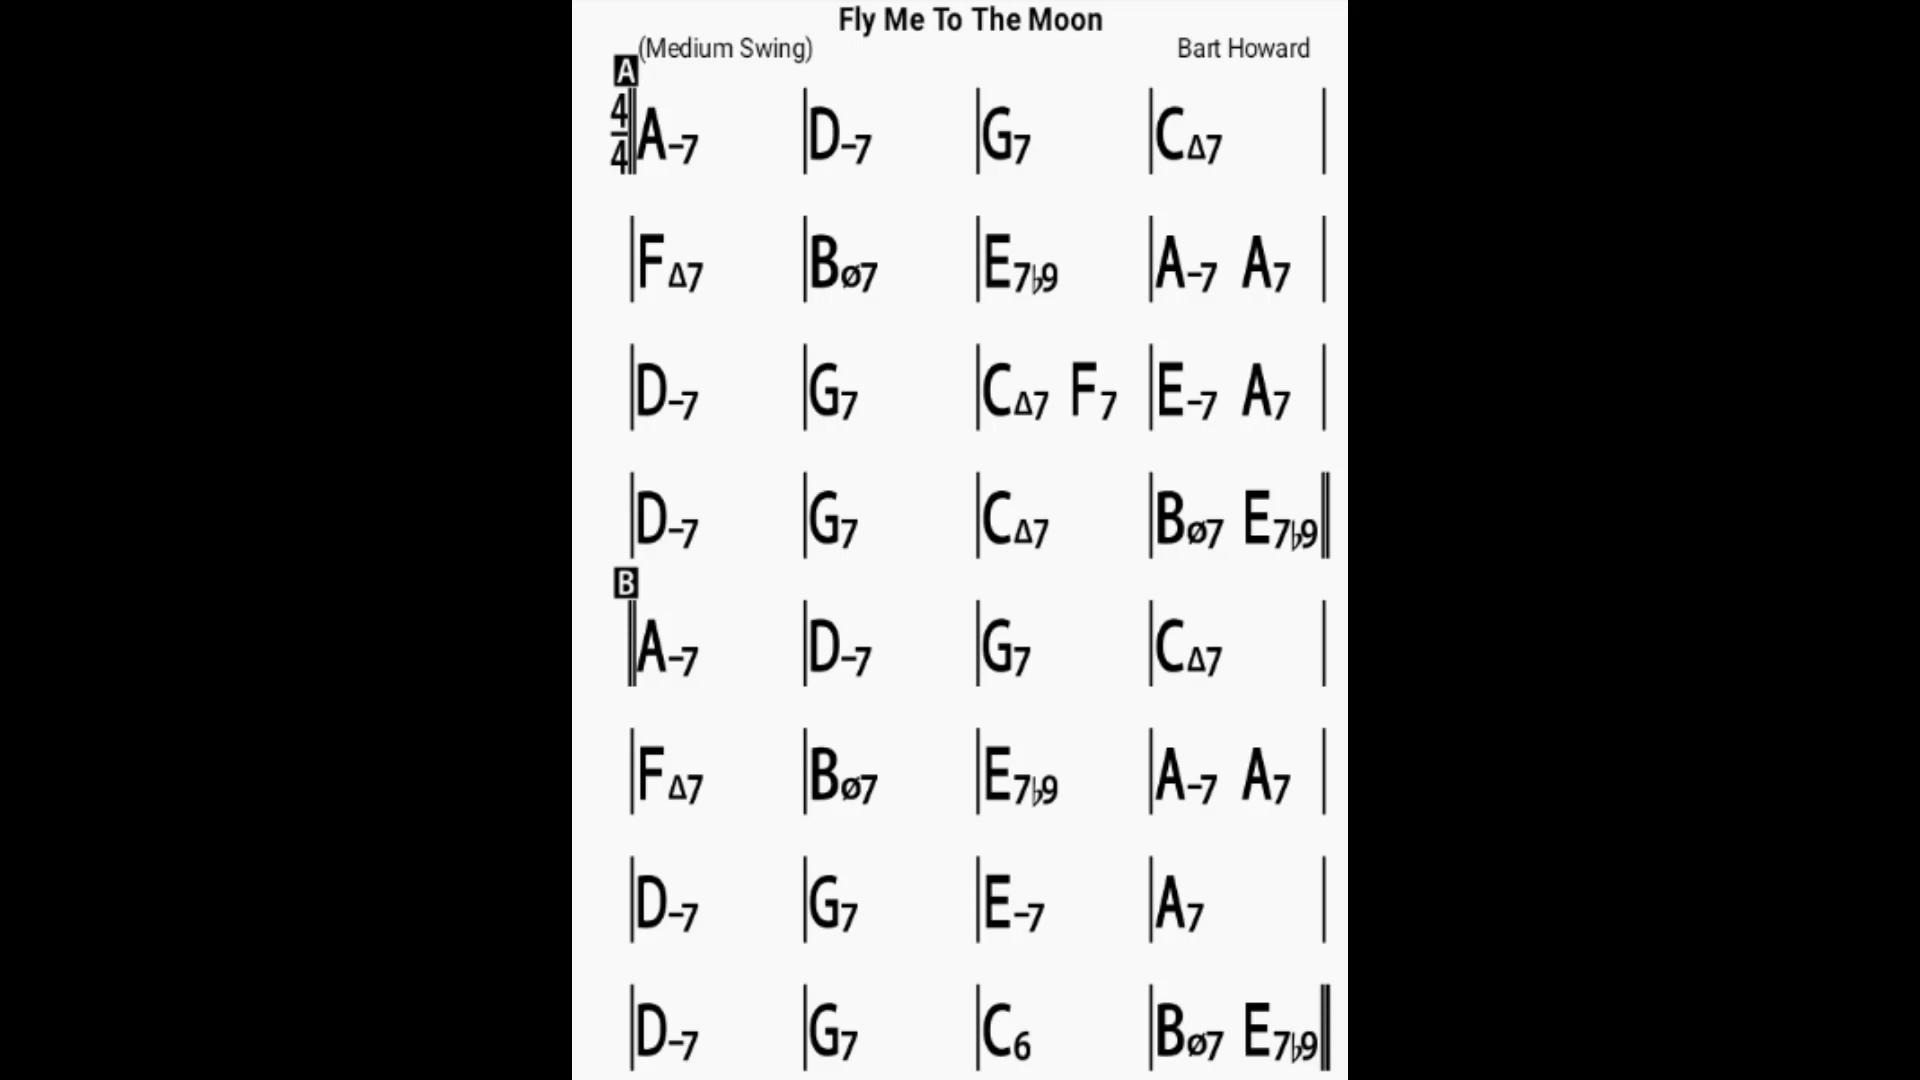 Fly Me To The Moon
(Medium Swing) Bart Howard
A
4/4 A–7 D–7 G7 CΔ7
FΔ7 Bø7 E7♭9 A–7 A7
D–7 G7 CΔ7 F7 E–7 A7
D–7 G7 CΔ7 Bø7 E7♭9
B
A–7 D–7 G7 CΔ7
FΔ7 Bø7 E7♭9 A–7 A7
D–7 G7 E–7 A7
D–7 G7 C6 Bø7 E7♭9